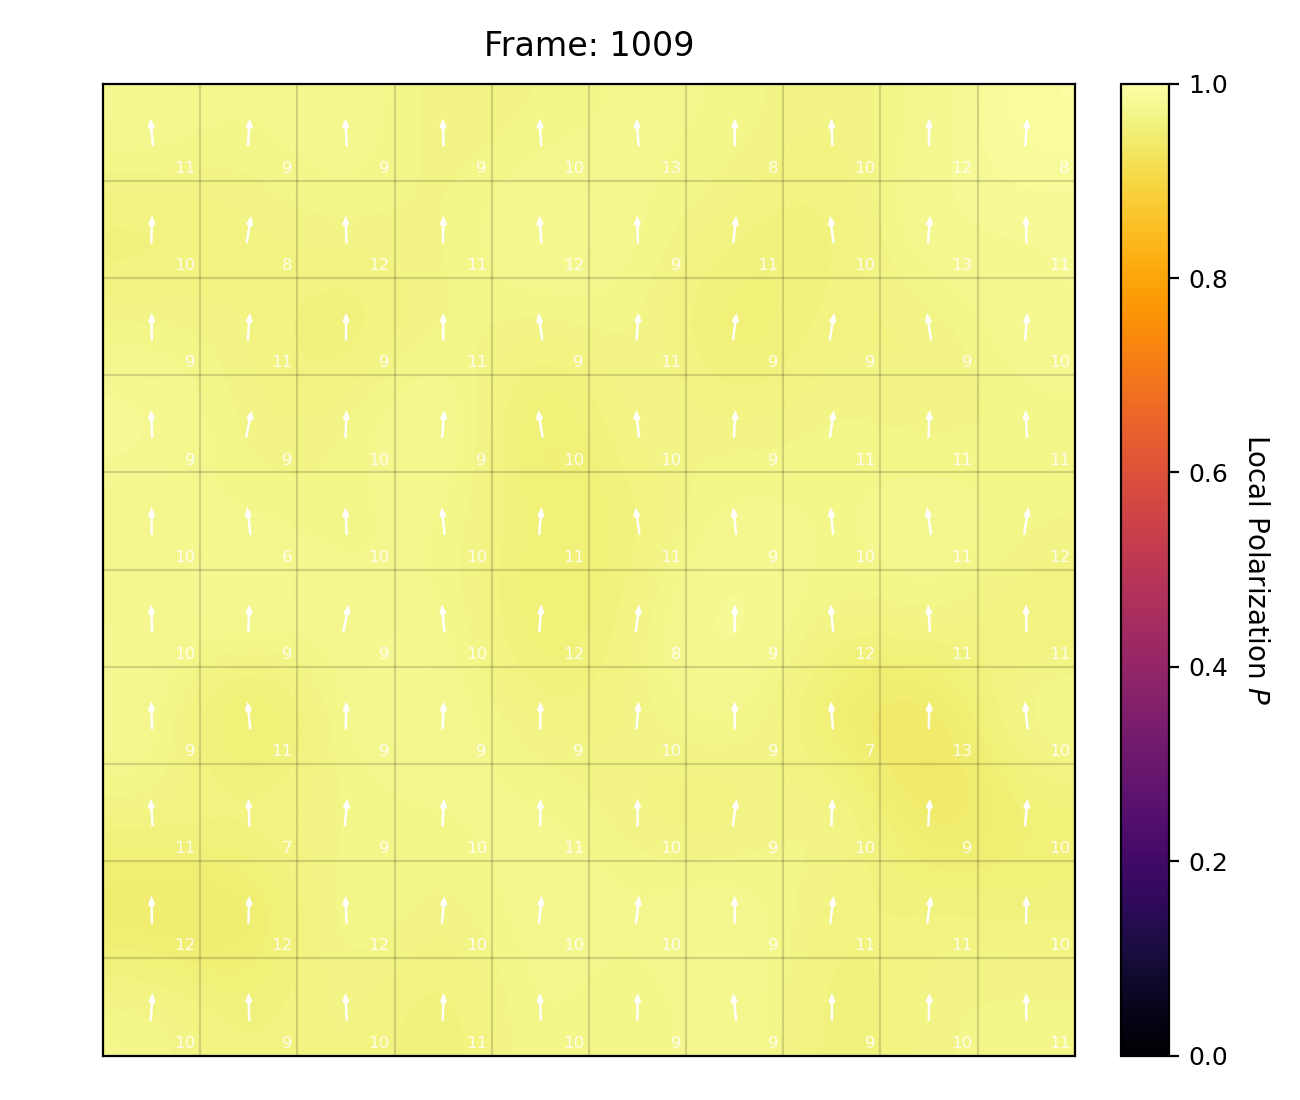 Frame: 1009
11 9 9 9 10 13 8 10 12 8
10 8 12 11 12 9 11 10 13 11
9 11 9 11 9 11 9 9 9 10
9 9 10 9 10 10 9 11 11 11
10 6 10 10 11 11 9 10 11 12
10 9 9 10 12 8 9 12 11 11
9 11 9 9 9 10 9 7 13 10
11 7 9 10 11 10 9 10 9 10
12 12 12 10 10 10 9 11 11 10
10 9 10 11 10 9 9 9 10 11
1.0
0.8
0.6
0.4
0.2
0.0
Local Polarization P